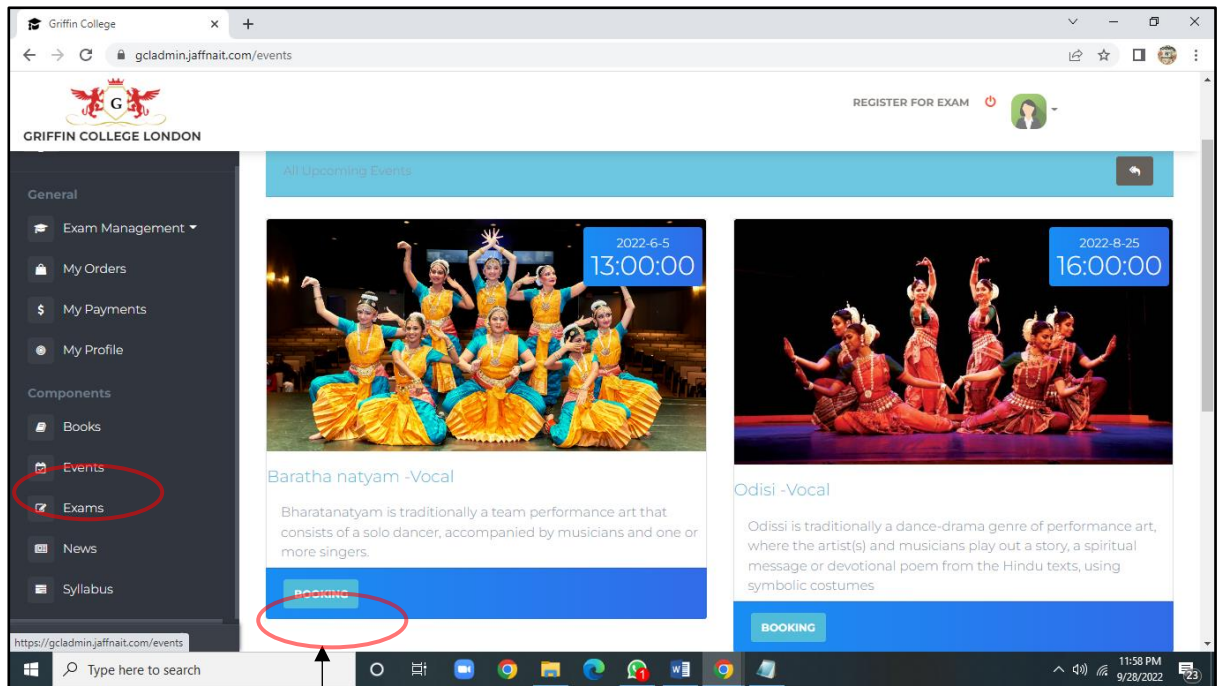 Griffin College
gcladmin.jaffnait.com/events
G
GRIFFIN COLLEGE LONDON
REGISTER FOR EXAM
All Upcoming Events
General
Exam Management
My Orders
$ My Payments
My Profile
Components
Books
Events
Exams
News
Syllabus
2022-6-5
13:00:00
Baratha natyam -Vocal
Bharatanatyam is traditionally a team performance art that
consists of a solo dancer, accompanied by musicians and one or
more singers.
BOOKING
2022-8-25
16:00:00
Odisi -Vocal
Odissi is traditionally a dance-drama genre of performance art,
where the artist(s) and musicians play out a story, a spiritual
message or devotional poem from the Hindu texts, using
symbolic costumes
BOOKING
https://gcladmin.jaffnait.com/events
Type here to search
11:58 PM
9/28/2022
23